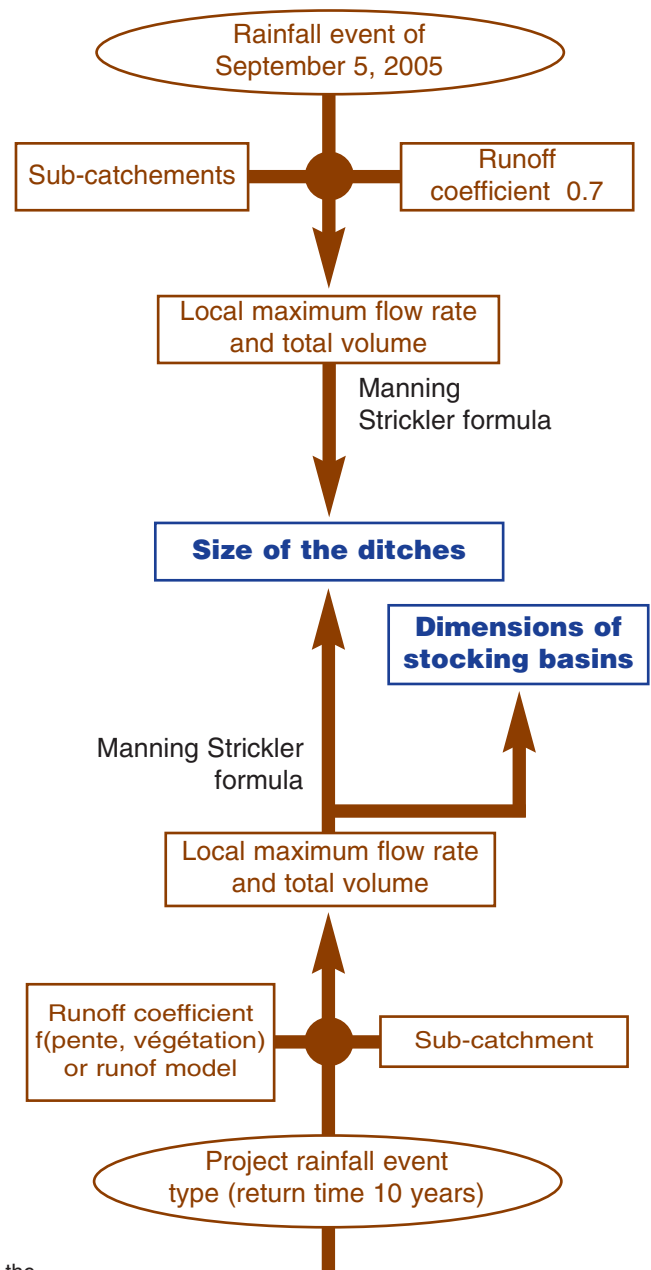 Rainfall event of
September 5, 2005
Sub-catchements
Runoff
coefficient 0.7
Local maximum flow rate
and total volume
Manning
Strickler formula
Size of the ditches
Dimensions of
stocking basins
Manning Strickler
formula
Local maximum flow rate
and total volume
Runoff coefficient
f(pente, végétation)
or runof model
Sub-catchment
Project rainfall event
type (return time 10 years)
the